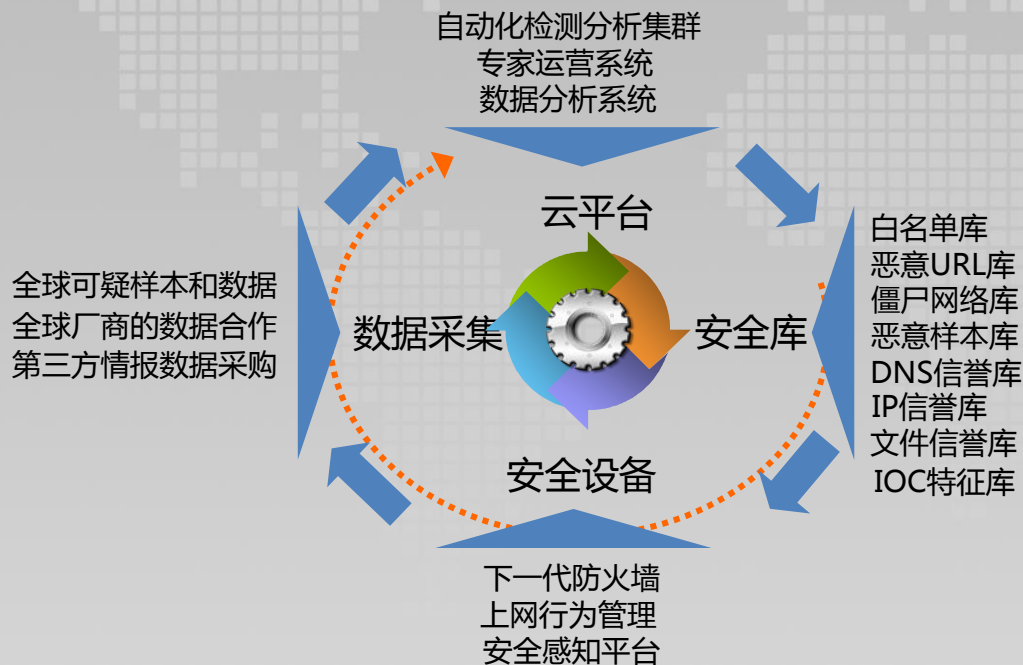 自动化检测分析集群
专家运营系统
数据分析系统
云平台
全球可疑样本和数据
全球厂商的数据合作
第三方情报数据采购
数据采集
安全库
白名单库
恶意URL库
僵尸网络库
恶意样本库
DNS信誉库
IP信誉库
文件信誉库
IOC特征库
安全设备
下一代防火墙
上网行为管理
安全感知平台